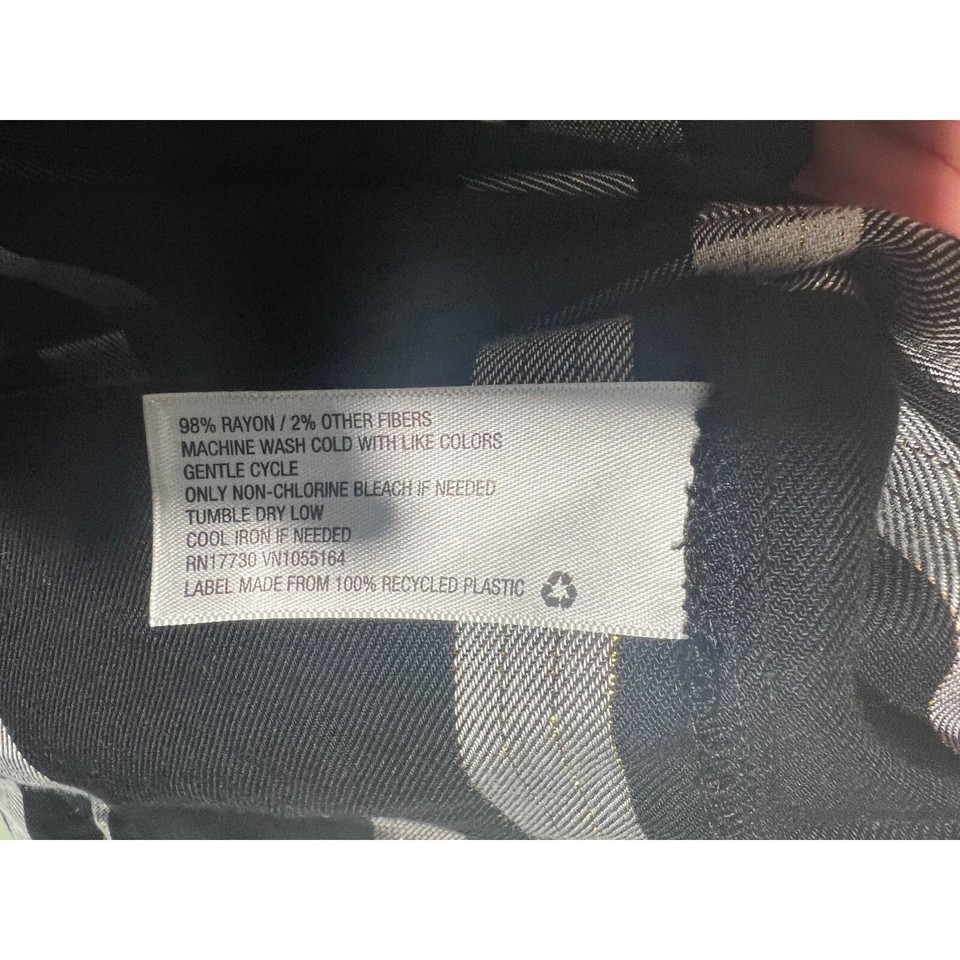 98% RAYON / 2% OTHER FIBERS
MACHINE WASH COLD WITH LIKE COLORS
GENTLE CYCLE
ONLY NON-CHLORINE BLEACH IF NEEDED
TUMBLE DRY LOW
COOL IRON IF NEEDED
RN17730 VN1055164
LABEL MADE FROM 100% RECYCLED PLASTIC